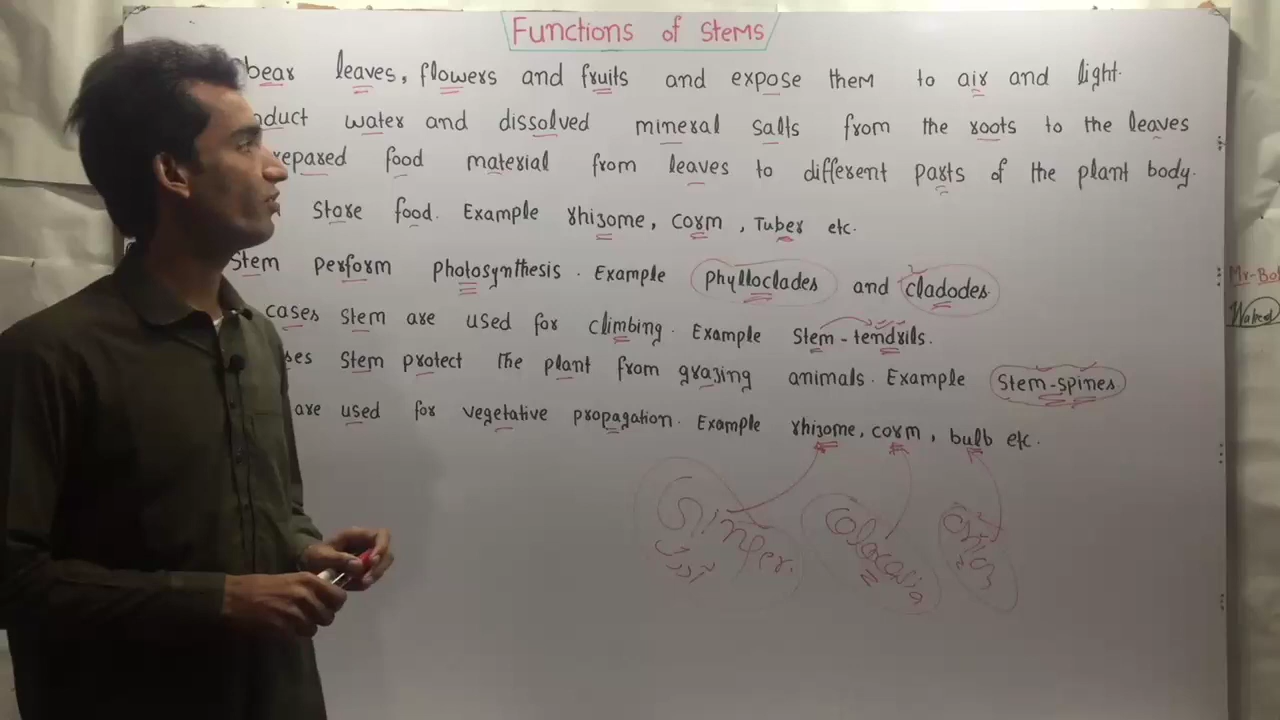 Functions of stems
bear leaves, flowers and fruits and expose them to air and light.
duct water and dissolved mineral salts from the roots to the leaves
repared food material from leaves to different parts of the plant body.
Store food. Example rhizome, corm, Tuber etc.
Stem perform photosynthesis. Example phylloclades and cladodes
cases stem are used for climbing. Example Stem-tendrils.
ses Stem protect the plant from grazing animals. Example Stem-spines
are used for vegetative propagation. Example rhizome, corm, bulb etc.
Ginger. Colocasia onion
Mr-Bot
Waheed